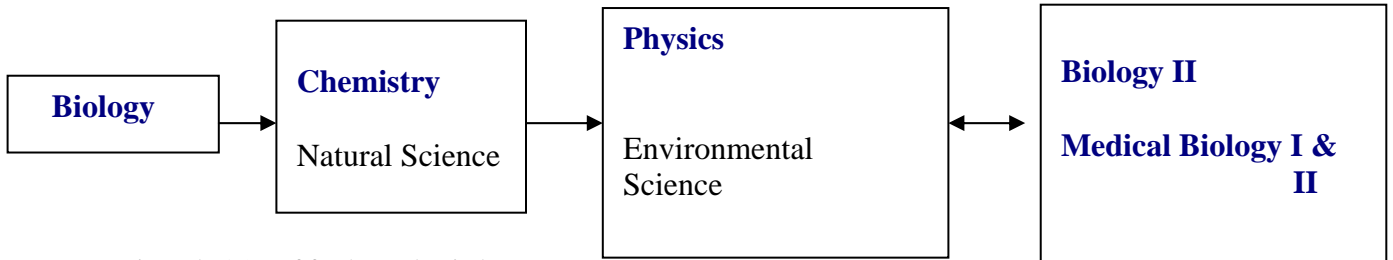 Biology
Chemistry
Natural Science
Physics
Environmental
Science
Biology II
Medical Biology I &
II